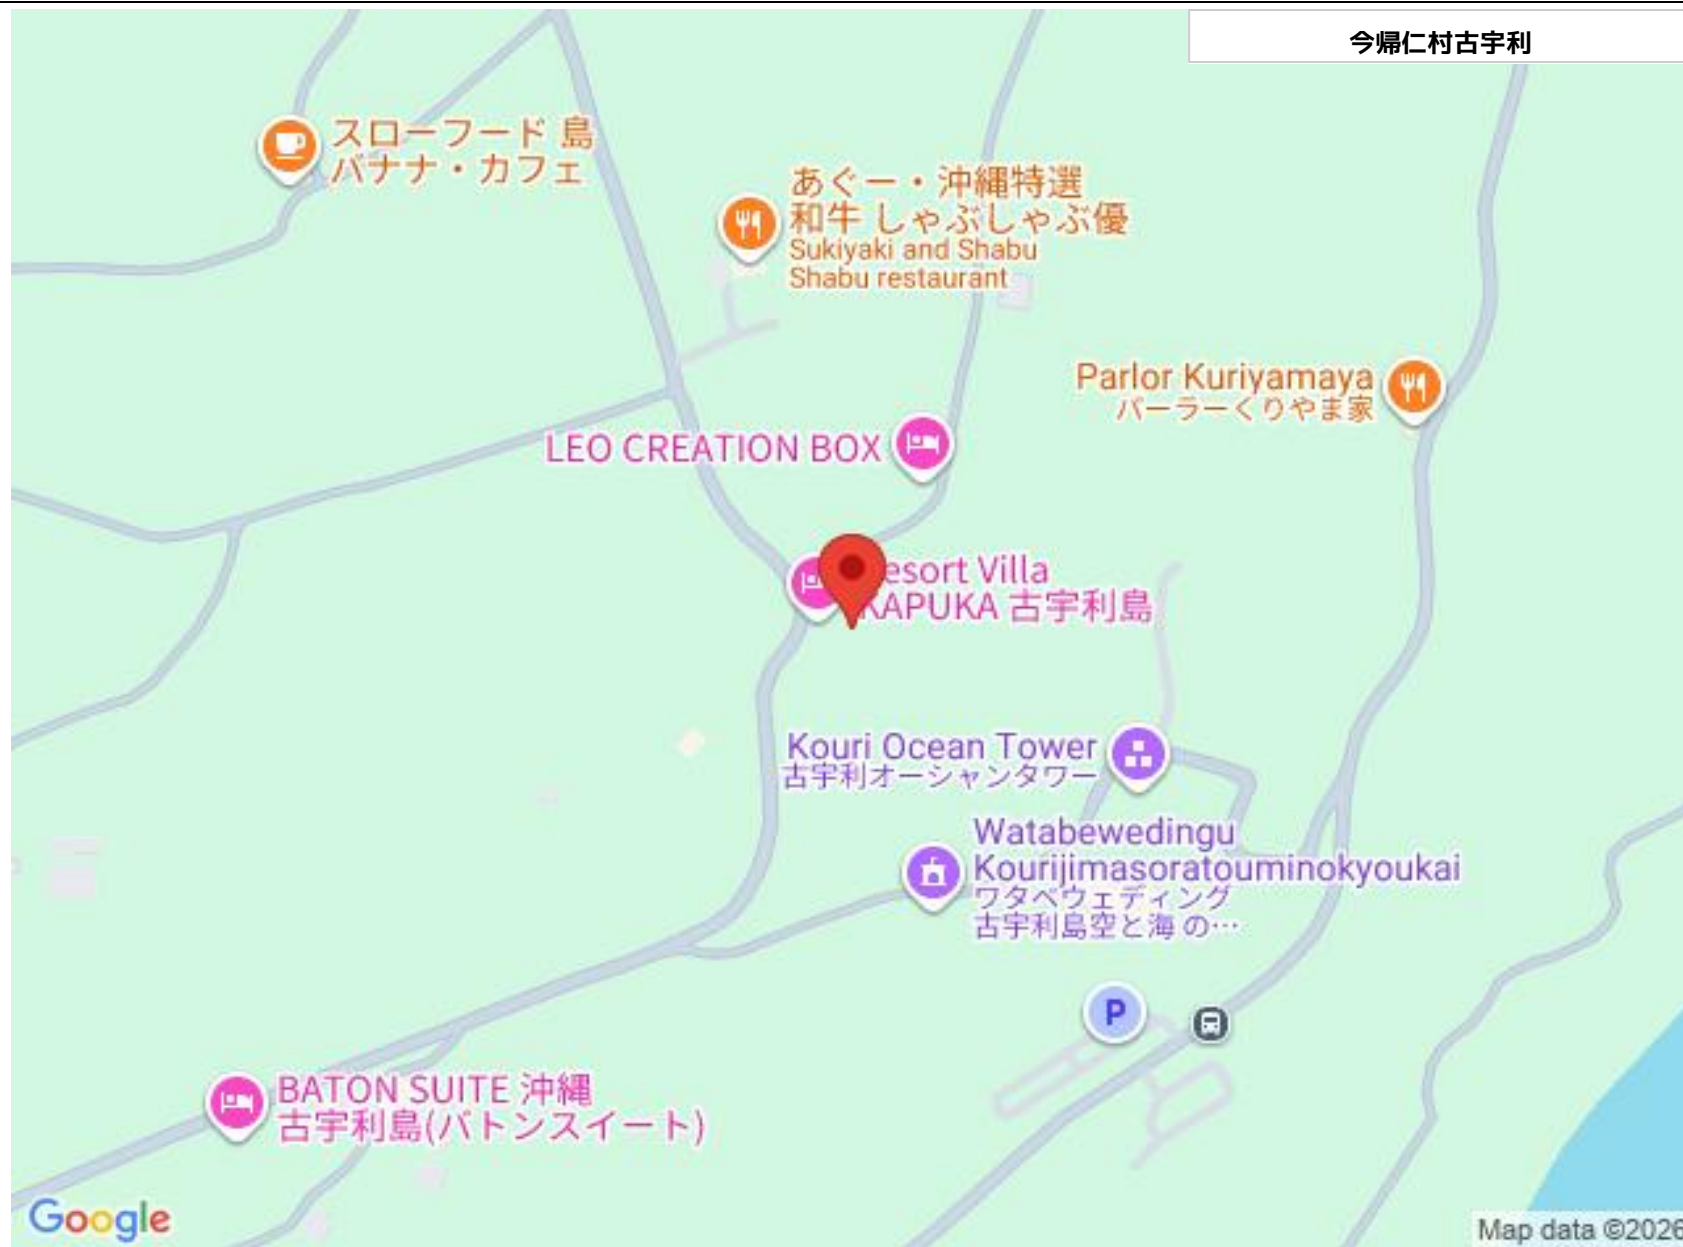 今帰仁村古宇利
スローフード 島
バナナ・カフェ
あぐー・沖縄特選
和牛 しゃぶしゃぶ優
Sukiyaki and Shabu
Shabu restaurant
Parlor Kuriyamaya
パーラーくりやま家
LEO CREATION BOX
esort Villa
KAPUKA 古宇利島
Kouri Ocean Tower
古宇利オーシャンタワー
Watabewedingu
Kourijimasoratouminokyoukai
ワタベウェディング
古宇利島空と海 の…
P
BATON SUITE 沖縄
古宇利島(バトンスイート)
Google
Map data ©2026